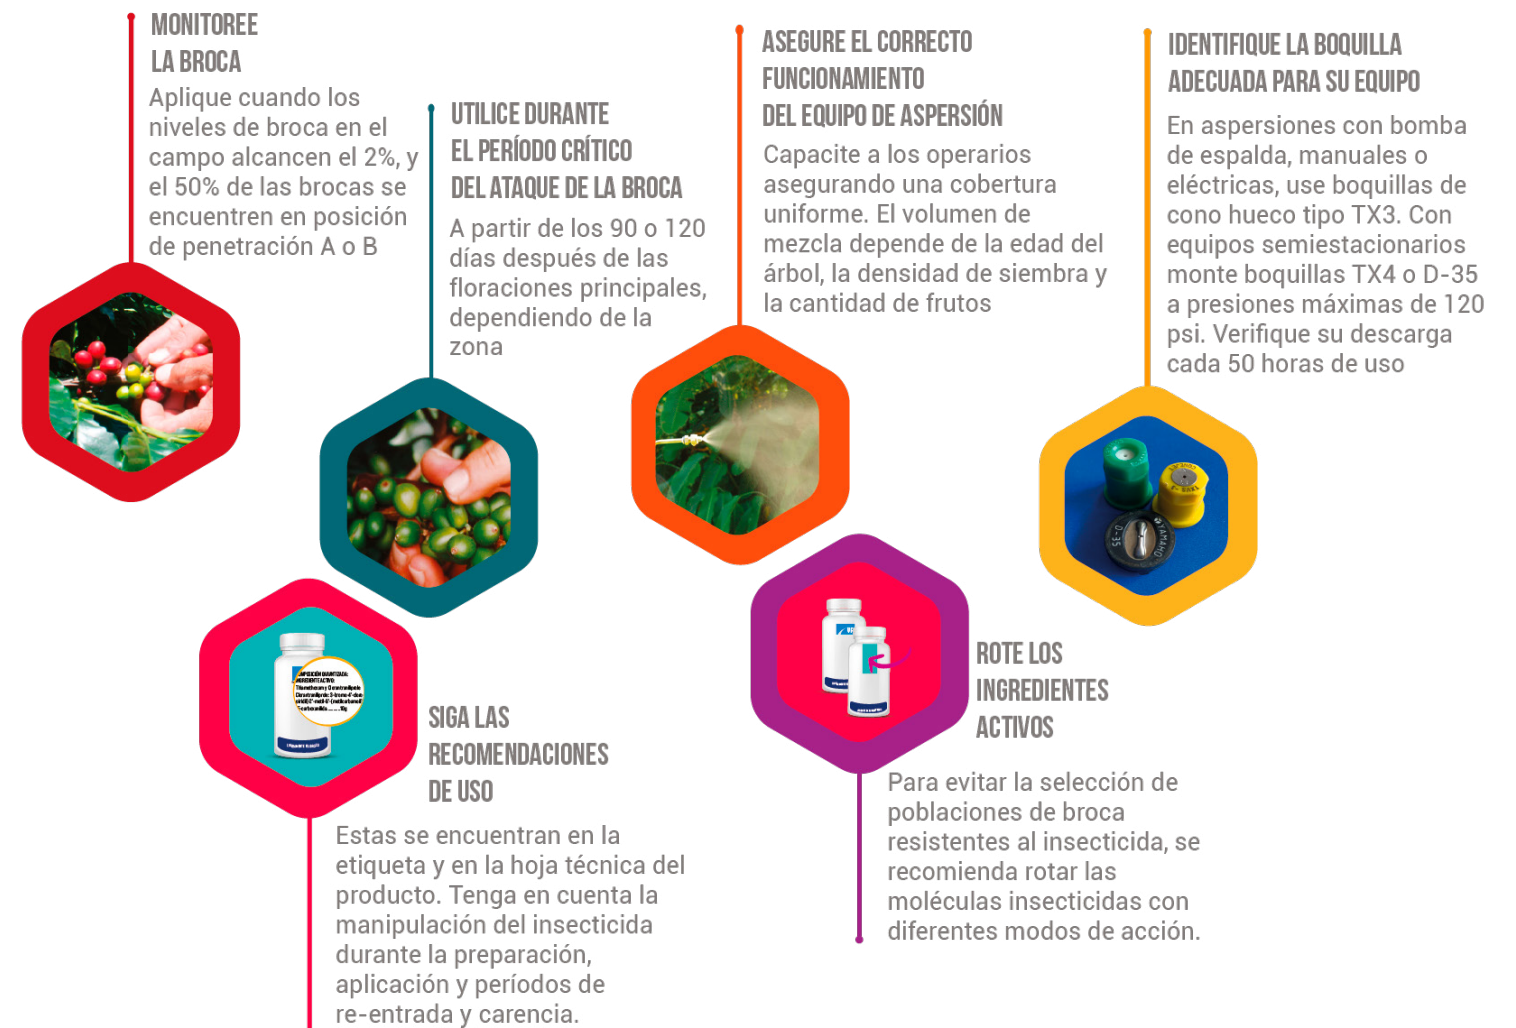 MONITOREE
LA BROCA
Aplique cuando los
niveles de broca en el
campo alcancen el 2%, y
el 50% de las brocas se
encuentren en posición
de penetración A o B
UTILICE DURANTE
EL PERÍODO CRÍTICO
DEL ATAQUE DE LA BROCA
A partir de los 90 o 120
días después de las
floraciones principales,
dependiendo de la
zona
ASEGURE EL CORRECTO
FUNCIONAMIENTO
DEL EQUIPO DE ASPERSIÓN
Capacite a los operarios
asegurando una cobertura
uniforme. El volumen de
mezcla depende de la edad del
árbol, la densidad de siembra y
la cantidad de frutos
IDENTIFIQUE LA BOQUILLA
ADECUADA PARA SU EQUIPO
En aspersiones con bomba
de espalda, manuales o
eléctricas, use boquillas de
cono hueco tipo TX3. Con
equipos semiestacionarios
monte boquillas TX4 o D-35
a presiones máximas de 120
psi. Verifique su descarga
cada 50 horas de uso
YAMAHO
D-35
SIGA LAS
RECOMENDACIONES
DE USO
Estas se encuentran en la
etiqueta y en la hoja técnica del
producto. Tenga en cuenta la
manipulación del insecticida
durante la preparación,
aplicación y períodos de
re-entrada y carencia.
ROTE LOS
INGREDIENTES
ACTIVOS
Para evitar la selección de
poblaciones de broca
resistentes al insecticida, se
recomienda rotar las
moléculas insecticidas con
diferentes modos de acción.